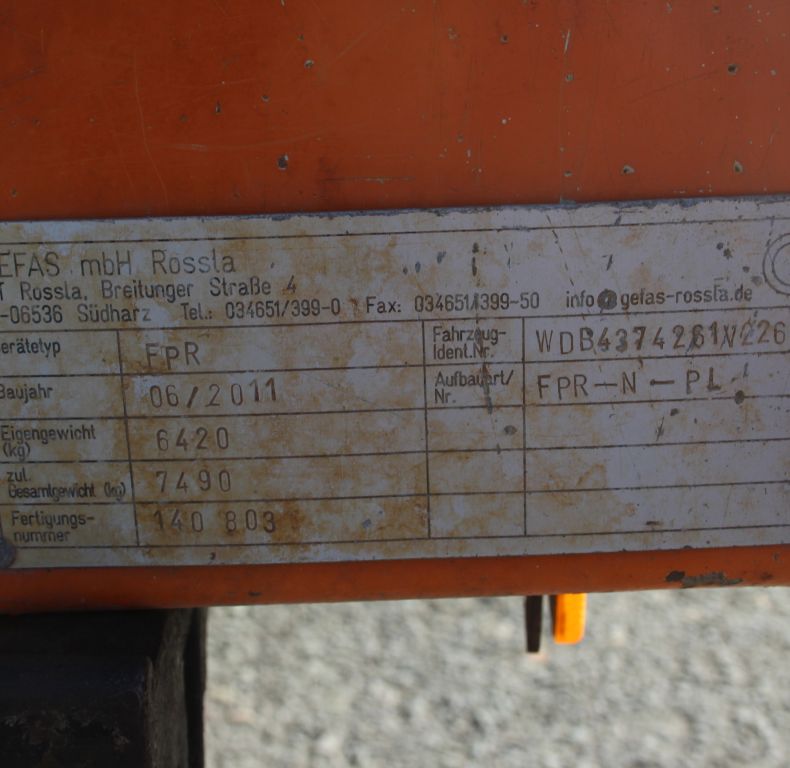 EFAS mbH Rossla
T Rossla, Breitunger Straße 4
-06536 Südharz Tel.: 034651/399-0 Fax: 034651/399-50 info@gefas-rossla.de
erätetyp FPR Fahrzeug-
Ident.Nr. WDB4374261V226
Baujahr 06/2011 Aufbauart/
Nr. FPR-N-PL
Eigengewicht
(kg) 6420
zul.
Gesamtgewicht (kg) 7490
Fertigungs-
nummer 140 803